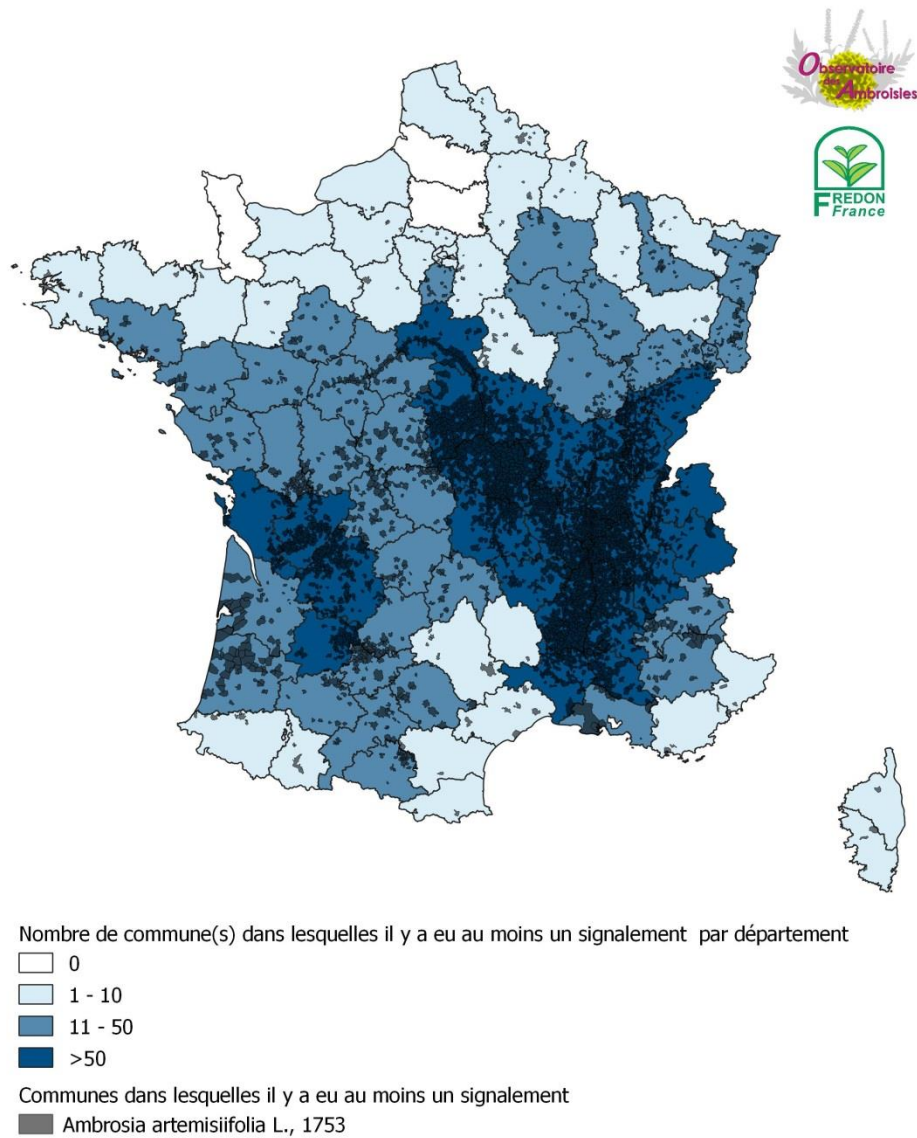 Observatoire
des
Ambroisies
FREDON
France
Nombre de commune(s) dans lesquelles il y a eu au moins un signalement par département
0
1 - 10
11 - 50
>50
Communes dans lesquelles il y a eu au moins un signalement
Ambrosia artemisiifolia L., 1753